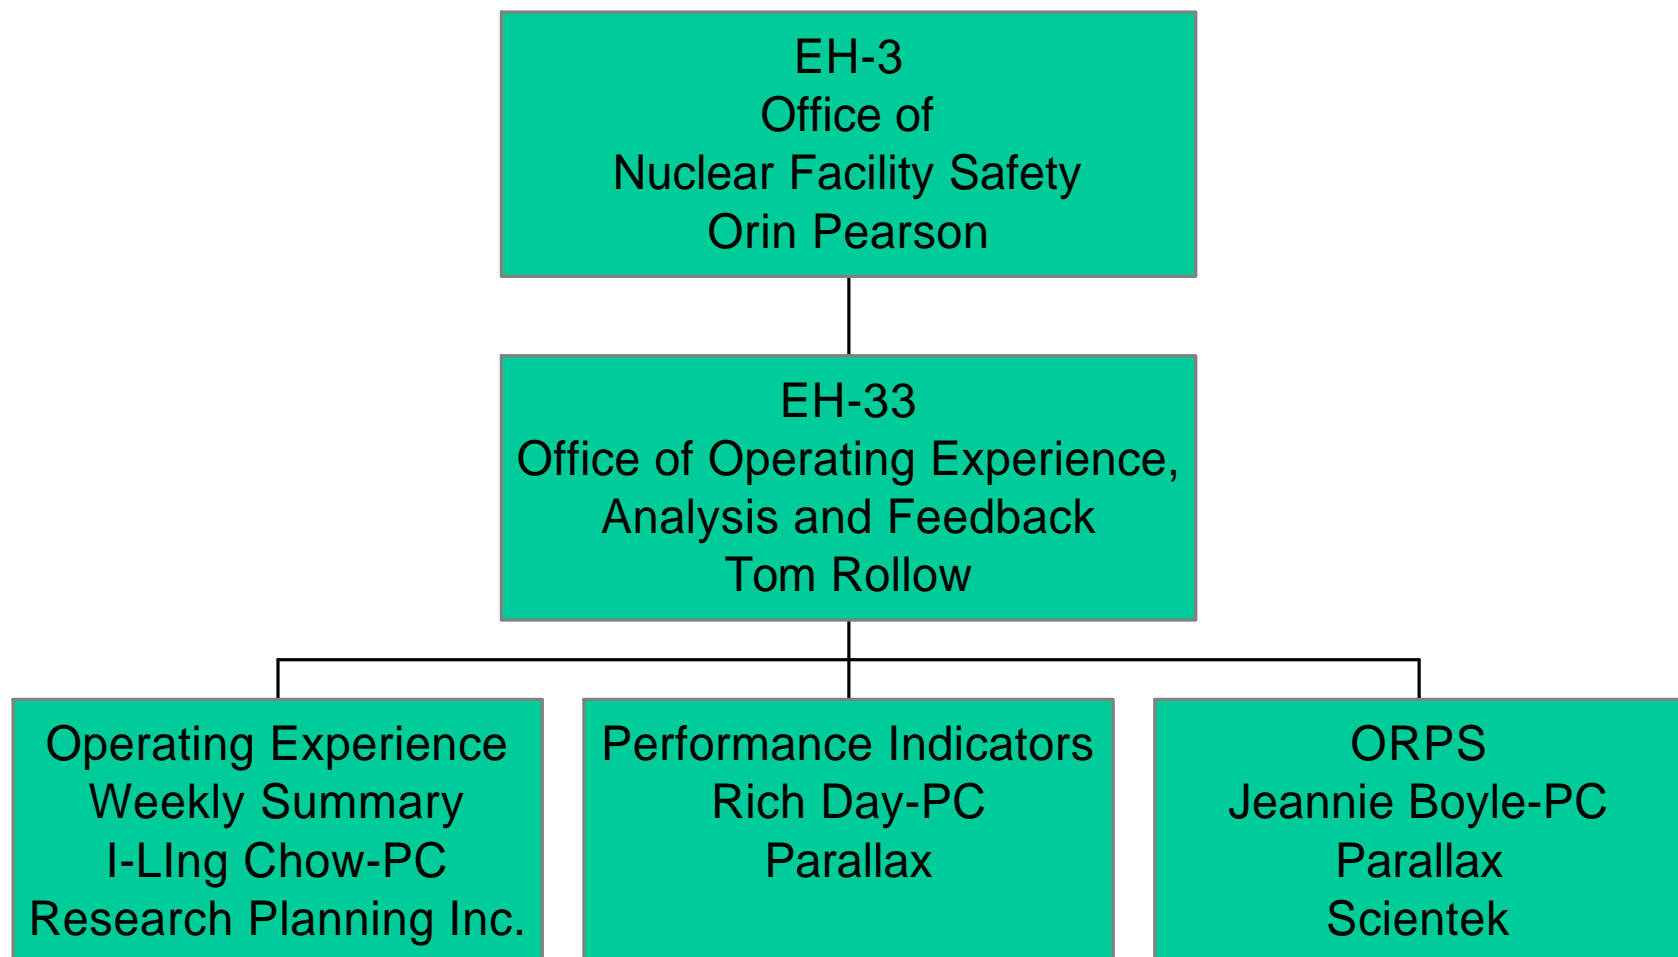 EH-3
Office of
Nuclear Facility Safety
Orin Pearson
EH-33
Office of Operating Experience,
Analysis and Feedback
Tom Rollow
Operating Experience
Weekly Summary
I-LIng Chow-PC
Research Planning Inc.
Performance Indicators
Rich Day-PC
Parallax
ORPS
Jeannie Boyle-PC
Parallax
Scientek